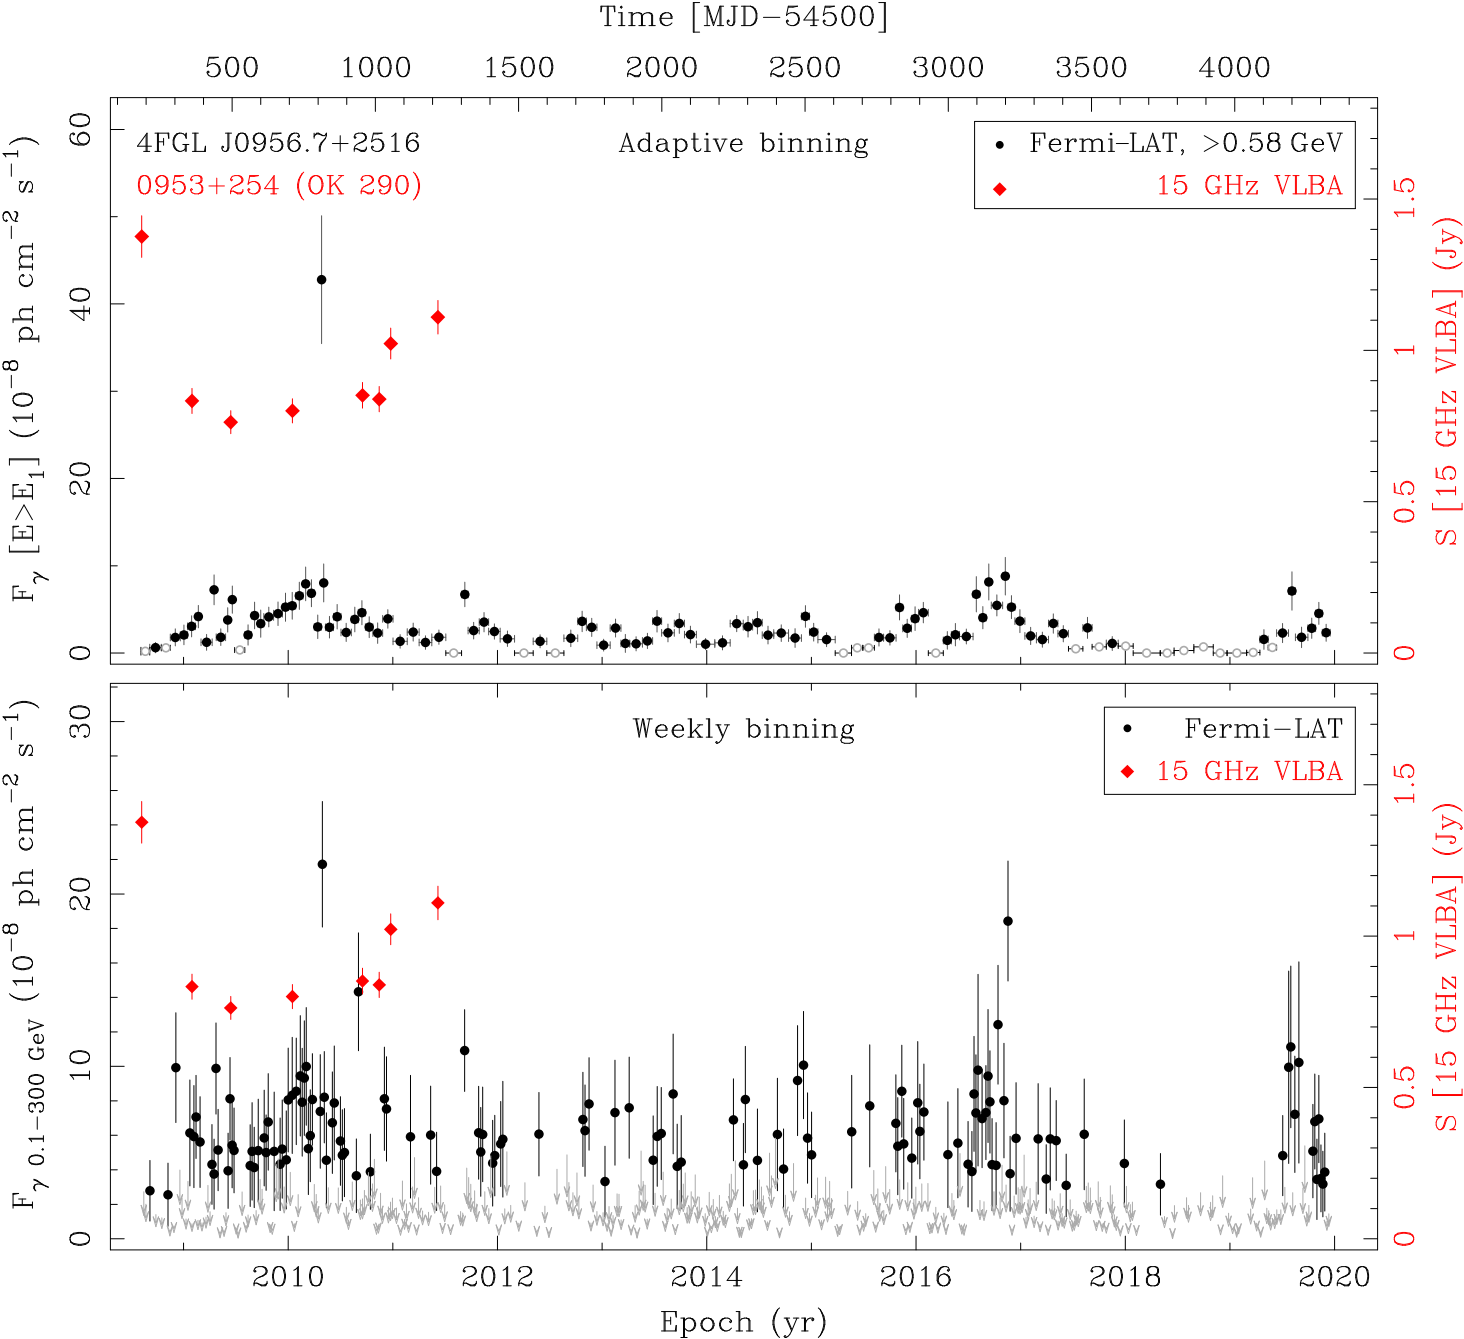 Time [MJD−54500]
500 1000 1500 2000 2500 3000 3500 4000
4FGL J0956.7+2516
0953+254 (OK 290)
Adaptive binning
Fermi−LAT, >0.58 GeV
15 GHz VLBA
F_γ [E>E_1] (10^−8 ph cm^−2 s^−1)
60
40
20
0
1.5
1
0.5
0
S [15 GHz VLBA] (Jy)
Weekly binning
Fermi−LAT
15 GHz VLBA
F_γ 0.1−300 GeV (10^−8 ph cm^−2 s^−1)
30
20
10
0
1.5
1
0.5
0
S [15 GHz VLBA] (Jy)
2010 2012 2014 2016 2018 2020
Epoch (yr)